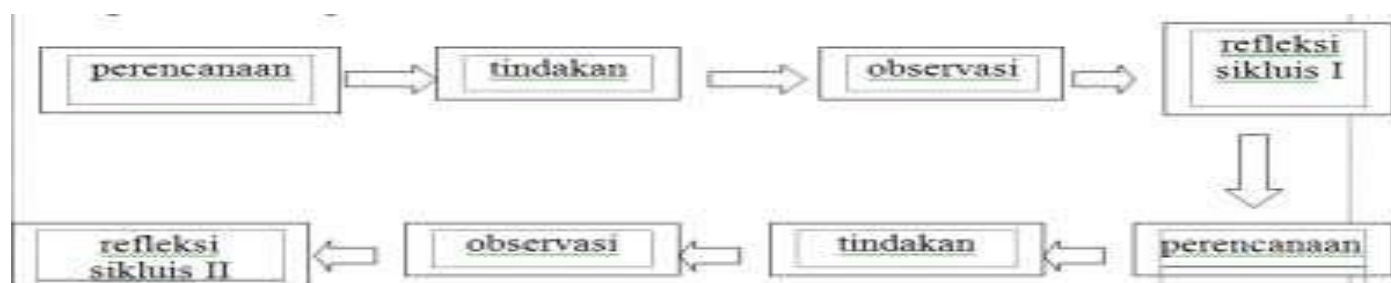 perencanaan
tindakan
observasi
refleksi
sikluis I
perencanaan
tindakan
observasi
refleksi
sikluis II